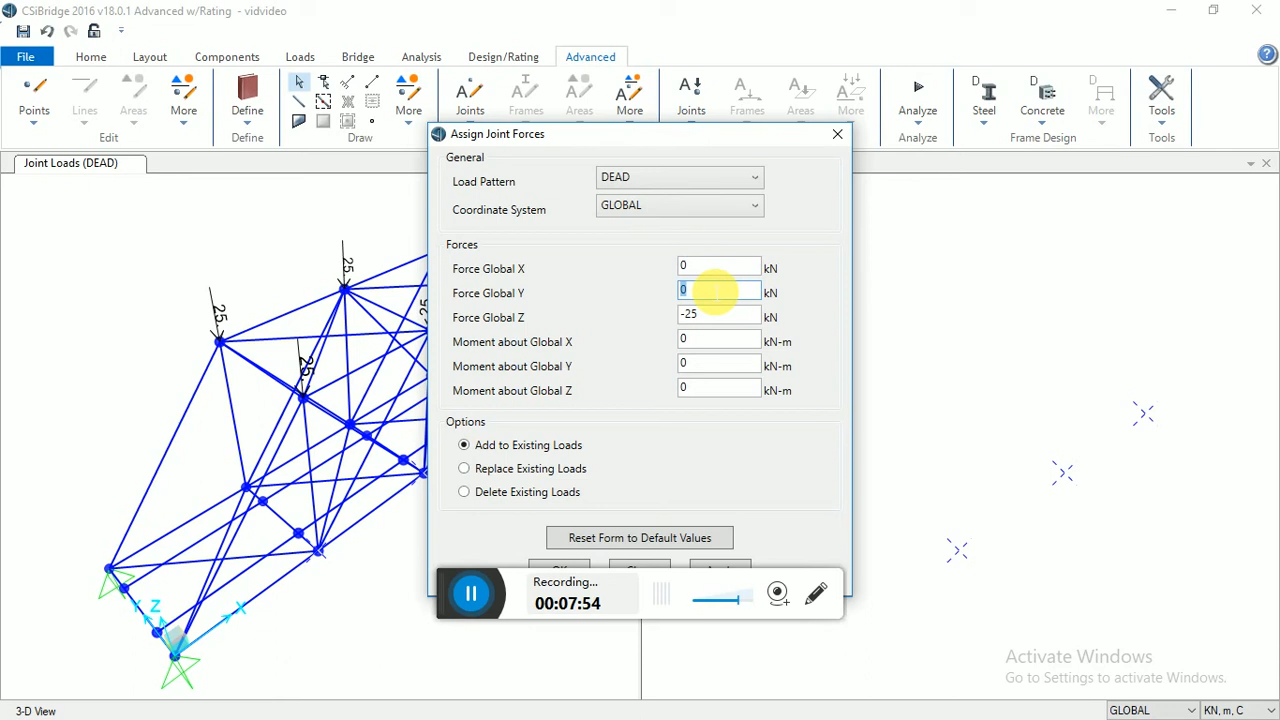 CSiBridge 2016 v18.0.1 Advanced w/Rating - vidvideo
File Home Layout Components Loads Bridge Analysis Design/Rating Advanced
Points Lines Areas More Define More Joints Frames Areas More Joints Frames Areas More Analyze Steel Concrete More Tools
Edit Define Draw Analyze Frame Design Tools
Joint Loads (DEAD)
Assign Joint Forces
General
Load Pattern DEAD
Coordinate System GLOBAL
Forces
Force Global X 0 kN
Force Global Y 0 kN
Force Global Z -25 kN
Moment about Global X 0 kN-m
Moment about Global Y 0 kN-m
Moment about Global Z 0 kN-m
Options
Add to Existing Loads
Replace Existing Loads
Delete Existing Loads
Reset Form to Default Values
Recording...
00:07:54
25.
25.
25.
25.
Y Z X
Activate Windows
Go to Settings to activate Windows.
3-D View GLOBAL KN, m, C